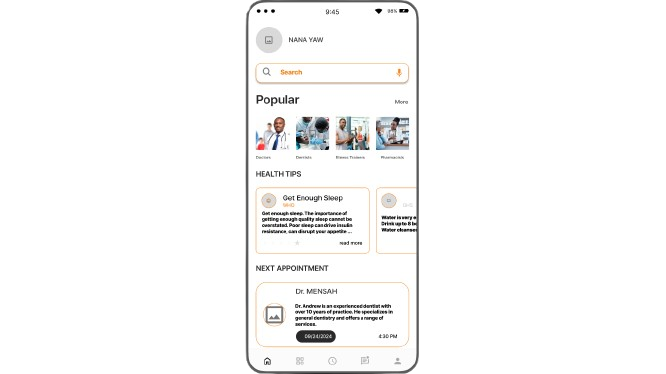 9:45
NANA YAW
Search
Popular
More
Doctors
Dentists
Fitness Trainers
Pharmacists
HEALTH TIPS
Get Enough Sleep
WHO
Get enough sleep. The importance of
getting enough quality sleep cannot be
overstated. Poor sleep can drive insulin
resistance, can disrupt your appetite ...
read more
Water is very e
Drink up to 8 bo
Water cleanses
NEXT APPOINTMENT
Dr. MENSAH
Dr. Andrew is an experienced dentist with
over 10 years of practice. He specializes in
general dentistry and offers a range of
services.
09/24/2024
4:30 PM